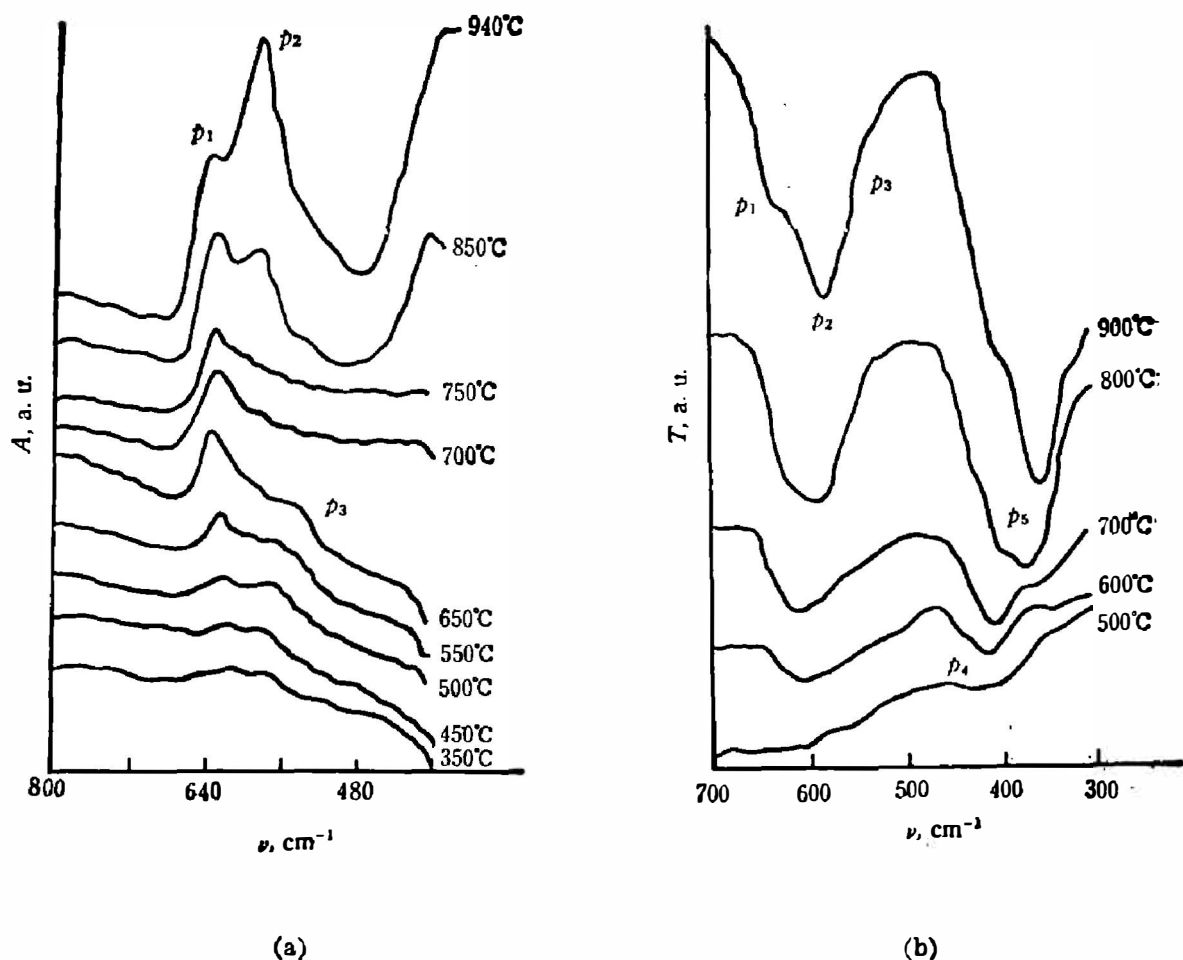 940℃
p2
p1
850℃
750℃
700℃
p3
650℃
550℃
500℃
450℃
350℃
A, a. u.
800
640
480
ν, cm⁻¹
(a)
p1
p3
p2
900℃
800℃
p5
700℃
600℃
500℃
p4
T, a. u.
700
600
500
400
300
ν, cm⁻¹
(b)